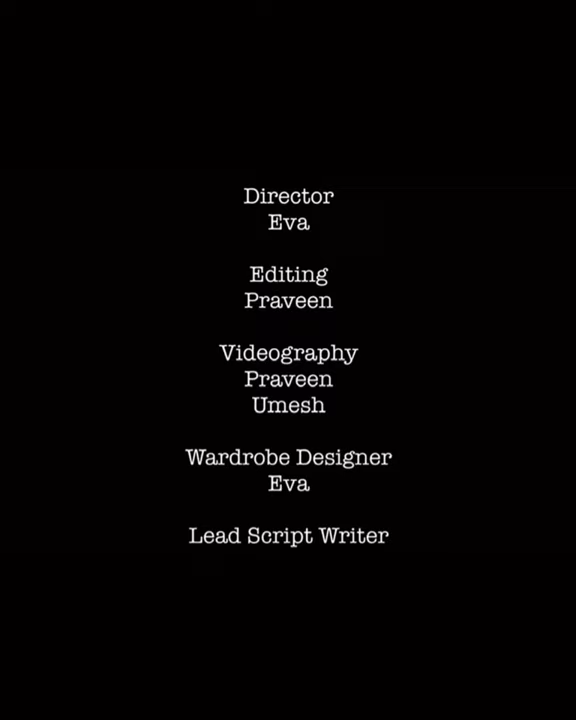 Director
Eva
Editing
Praveen
Videography
Praveen
Umesh
Wardrobe Designer
Eva
Lead Script Writer